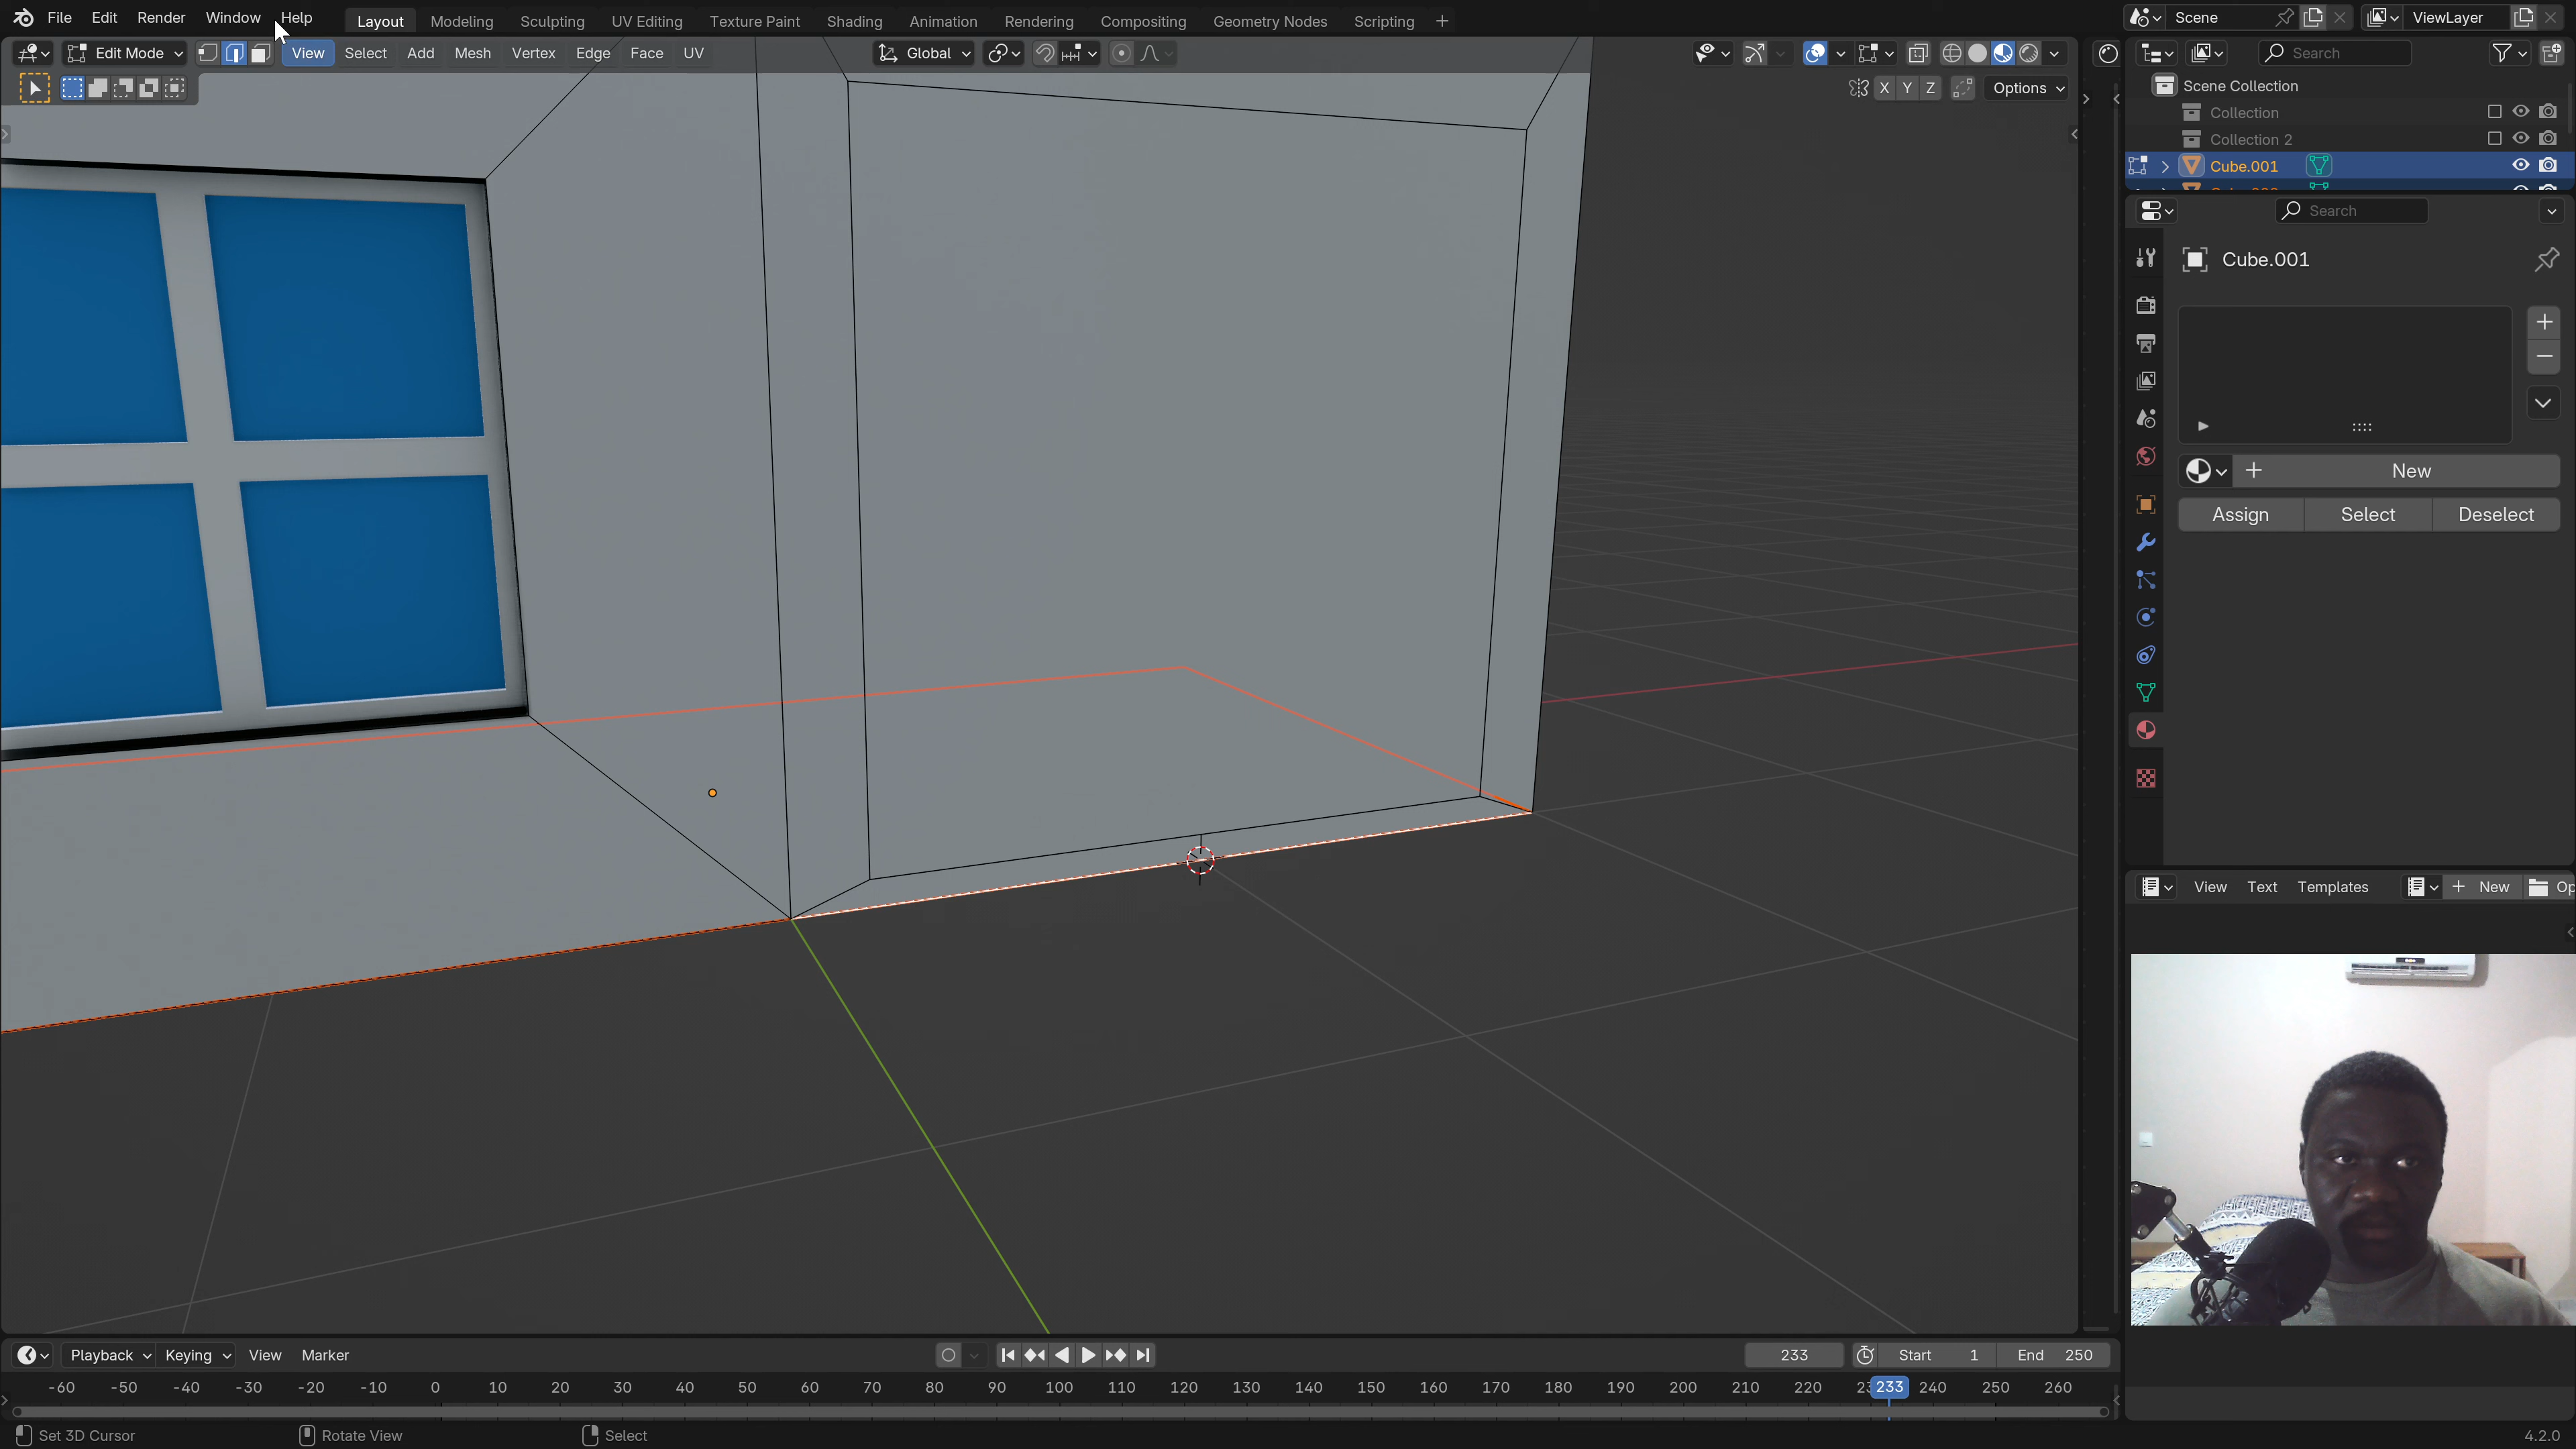 File Edit Render Window Help Layout Modeling Sculpting UV Editing Texture Paint Shading Animation Rendering Compositing Geometry Nodes Scripting + Scene ViewLayer
Edit Mode View Select Add Mesh Vertex Edge Face UV Global Search
X Y Z Options
Scene Collection
Collection
Collection 2
Cube.001
Search
Cube.001
New
Assign Select Deselect
View Text Templates New Op
Playback Keying View Marker 233 Start 1 End 250
-60 -50 -40 -30 -20 -10 0 10 20 30 40 50 60 70 80 90 100 110 120 130 140 150 160 170 180 190 200 210 220 233 240 250 260
Set 3D Cursor Rotate View Select 4.2.0